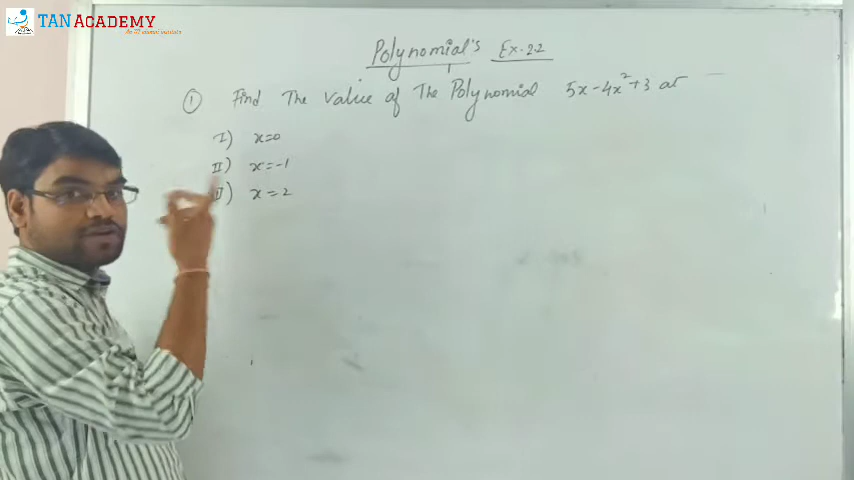 TAN ACADEMY
Polynomial's Ex-2.2
① Find The Value of The Polynomial 5x-4x²+3 at
I) x=0
II) x=-1
III) x=2